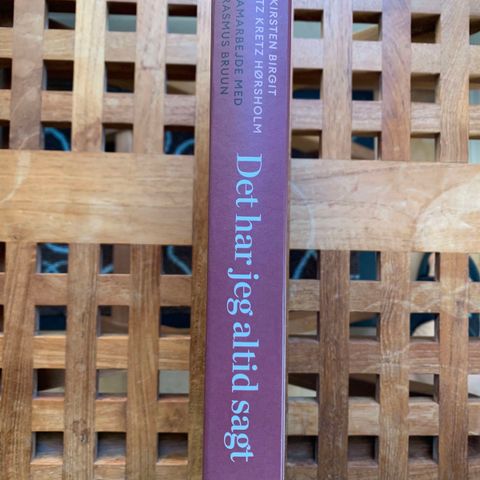 KIRSTEN BIRGIT
TZ KRETZ HØRSHOLM
AMARBEJDE MED
RASMUS BRUUN
Det har jeg altid sagt